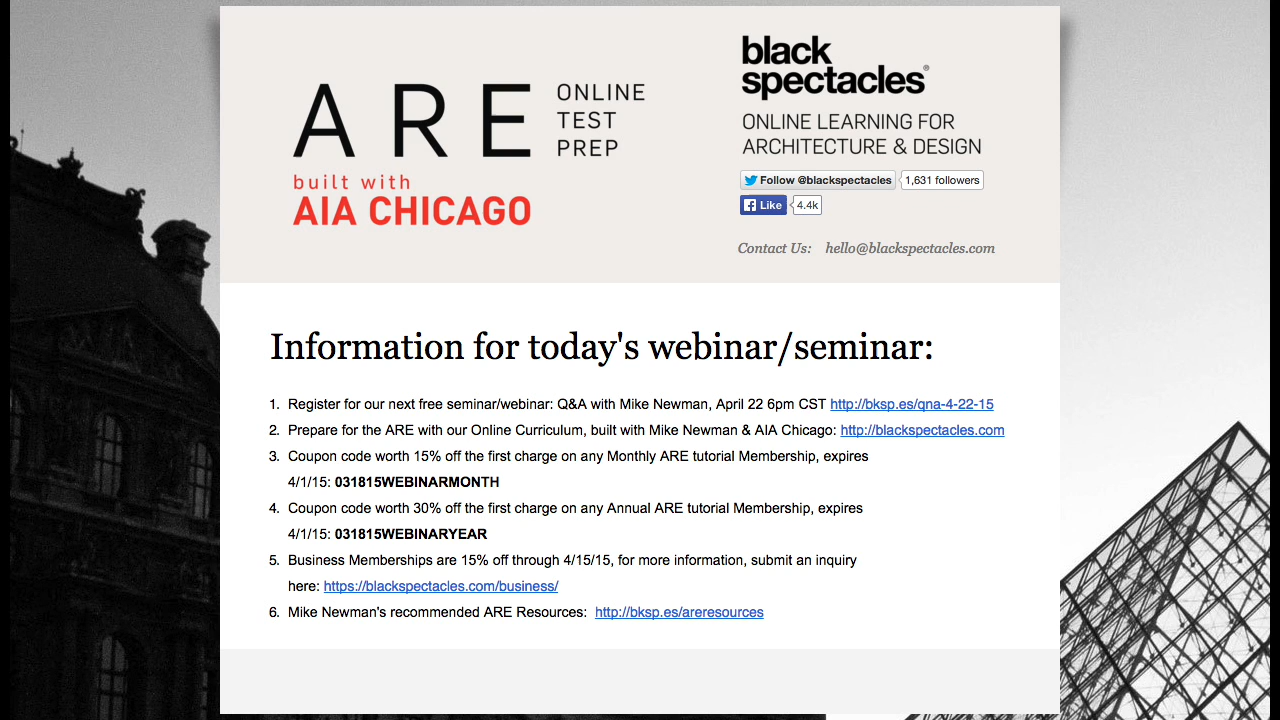 ARE ONLINE TEST PREP
built with
AIA CHICAGO
black
spectacles®
ONLINE LEARNING FOR
ARCHITECTURE & DESIGN
Follow @blackspectacles 1,631 followers
Like 4.4k
Contact Us: hello@blackspectacles.com
Information for today's webinar/seminar:
1. Register for our next free seminar/webinar: Q&A with Mike Newman, April 22 6pm CST http://bksp.es/qna-4-22-15
2. Prepare for the ARE with our Online Curriculum, built with Mike Newman & AIA Chicago: http://blackspectacles.com
3. Coupon code worth 15% off the first charge on any Monthly ARE tutorial Membership, expires
4/1/15: 031815WEBINARMONTH
4. Coupon code worth 30% off the first charge on any Annual ARE tutorial Membership, expires
4/1/15: 031815WEBINARYEAR
5. Business Memberships are 15% off through 4/15/15, for more information, submit an inquiry
here: https://blackspectacles.com/business/
6. Mike Newman's recommended ARE Resources: http://bksp.es/areresources